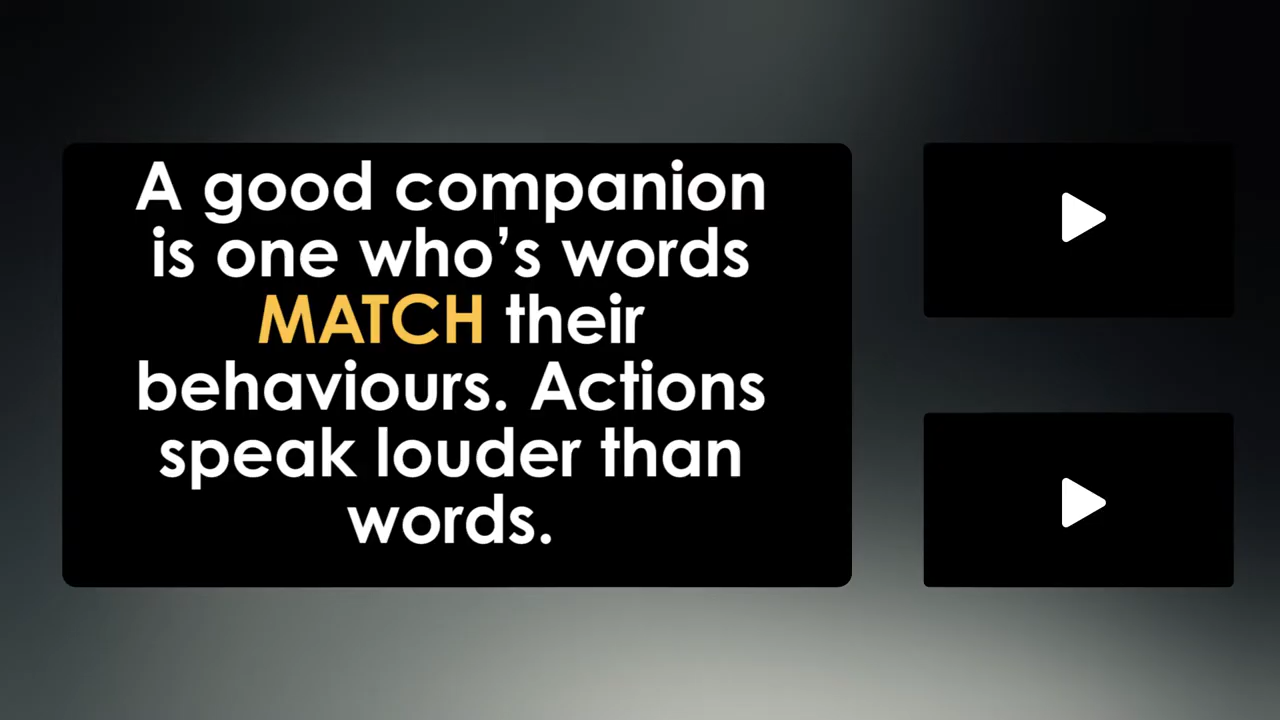 A good companion
is one who’s words
MATCH their
behaviours. Actions
speak louder than
words.